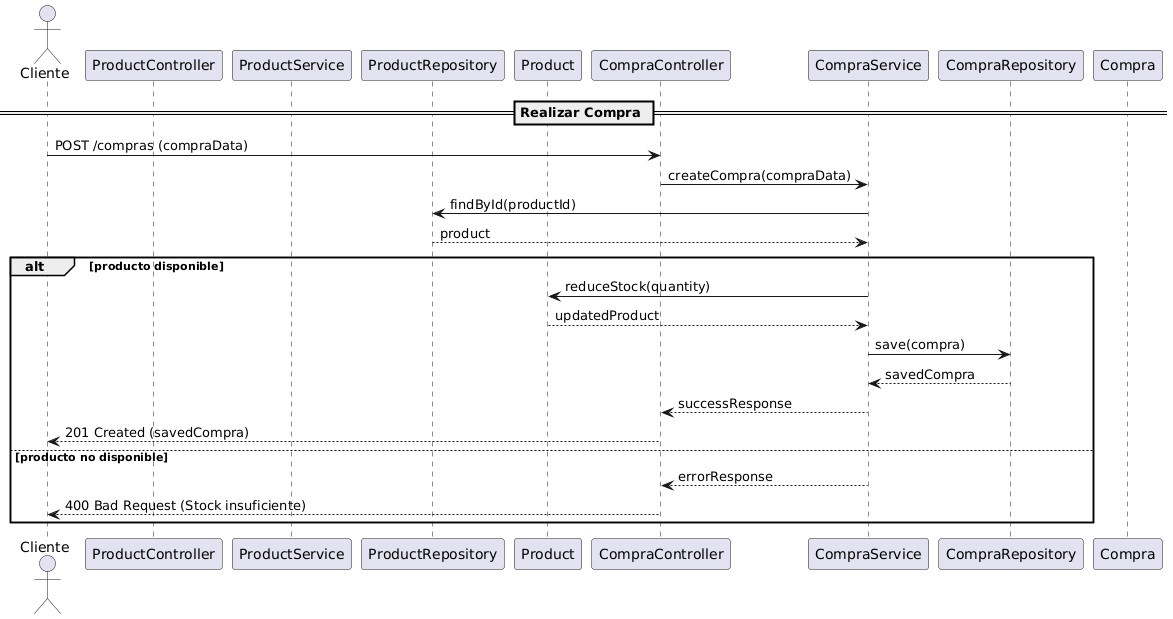 Cliente
ProductController
ProductService
ProductRepository
Product
CompraController
CompraService
CompraRepository
Compra
Realizar Compra
POST /compras (compraData)
createCompra(compraData)
findById(productId)
product
alt
[producto disponible]
reduceStock(quantity)
updatedProduct
save(compra)
savedCompra
successResponse
201 Created (savedCompra)
[producto no disponible]
errorResponse
400 Bad Request (Stock insuficiente)
Cliente
ProductController
ProductService
ProductRepository
Product
CompraController
CompraService
CompraRepository
Compra